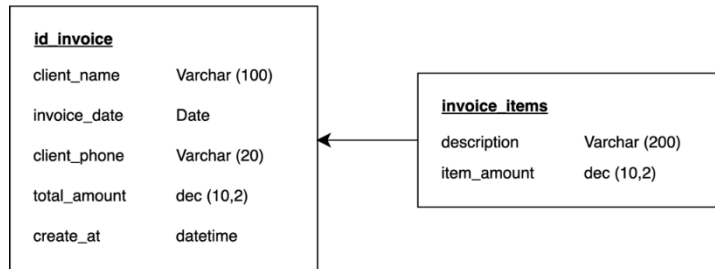 id_invoice
client_name Varchar (100)
invoice_date Date
client_phone Varchar (20)
total_amount dec (10,2)
create_at datetime
invoice_items
description Varchar (200)
item_amount dec (10,2)